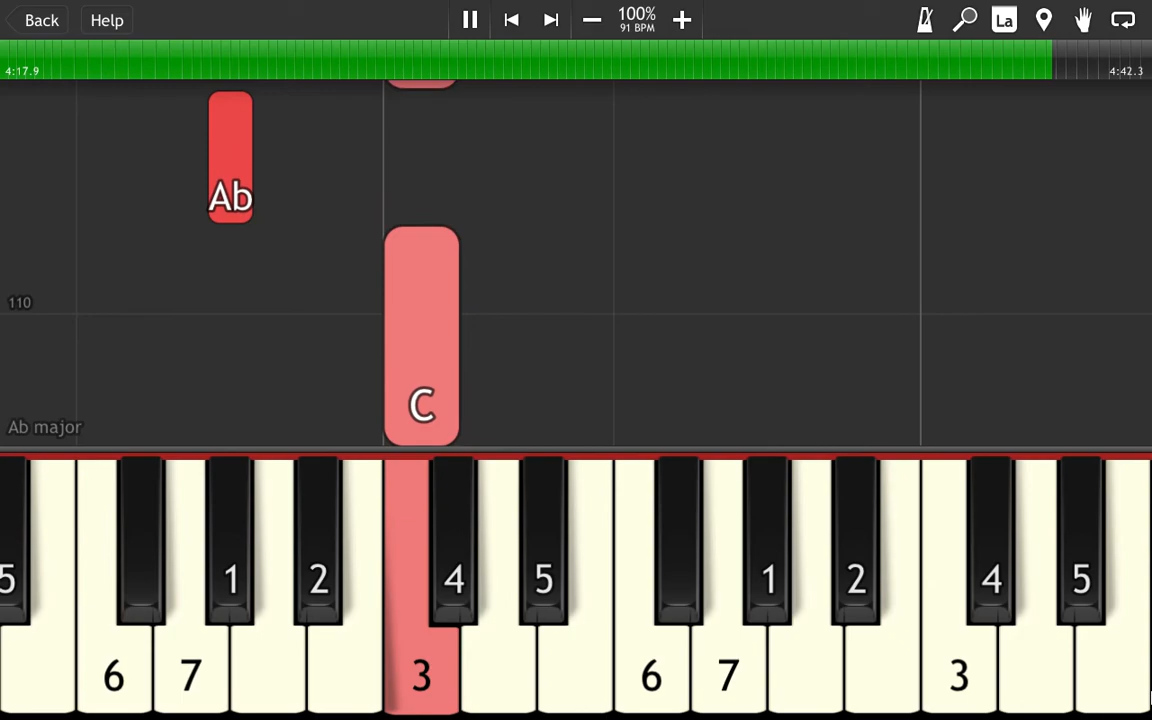 Back Help 100% La
91 BPM
4:17.9 4:42.3
Ab
110
C
Ab major
5 1 2 4 5 1 2 4 5
6 7 3 6 7 3